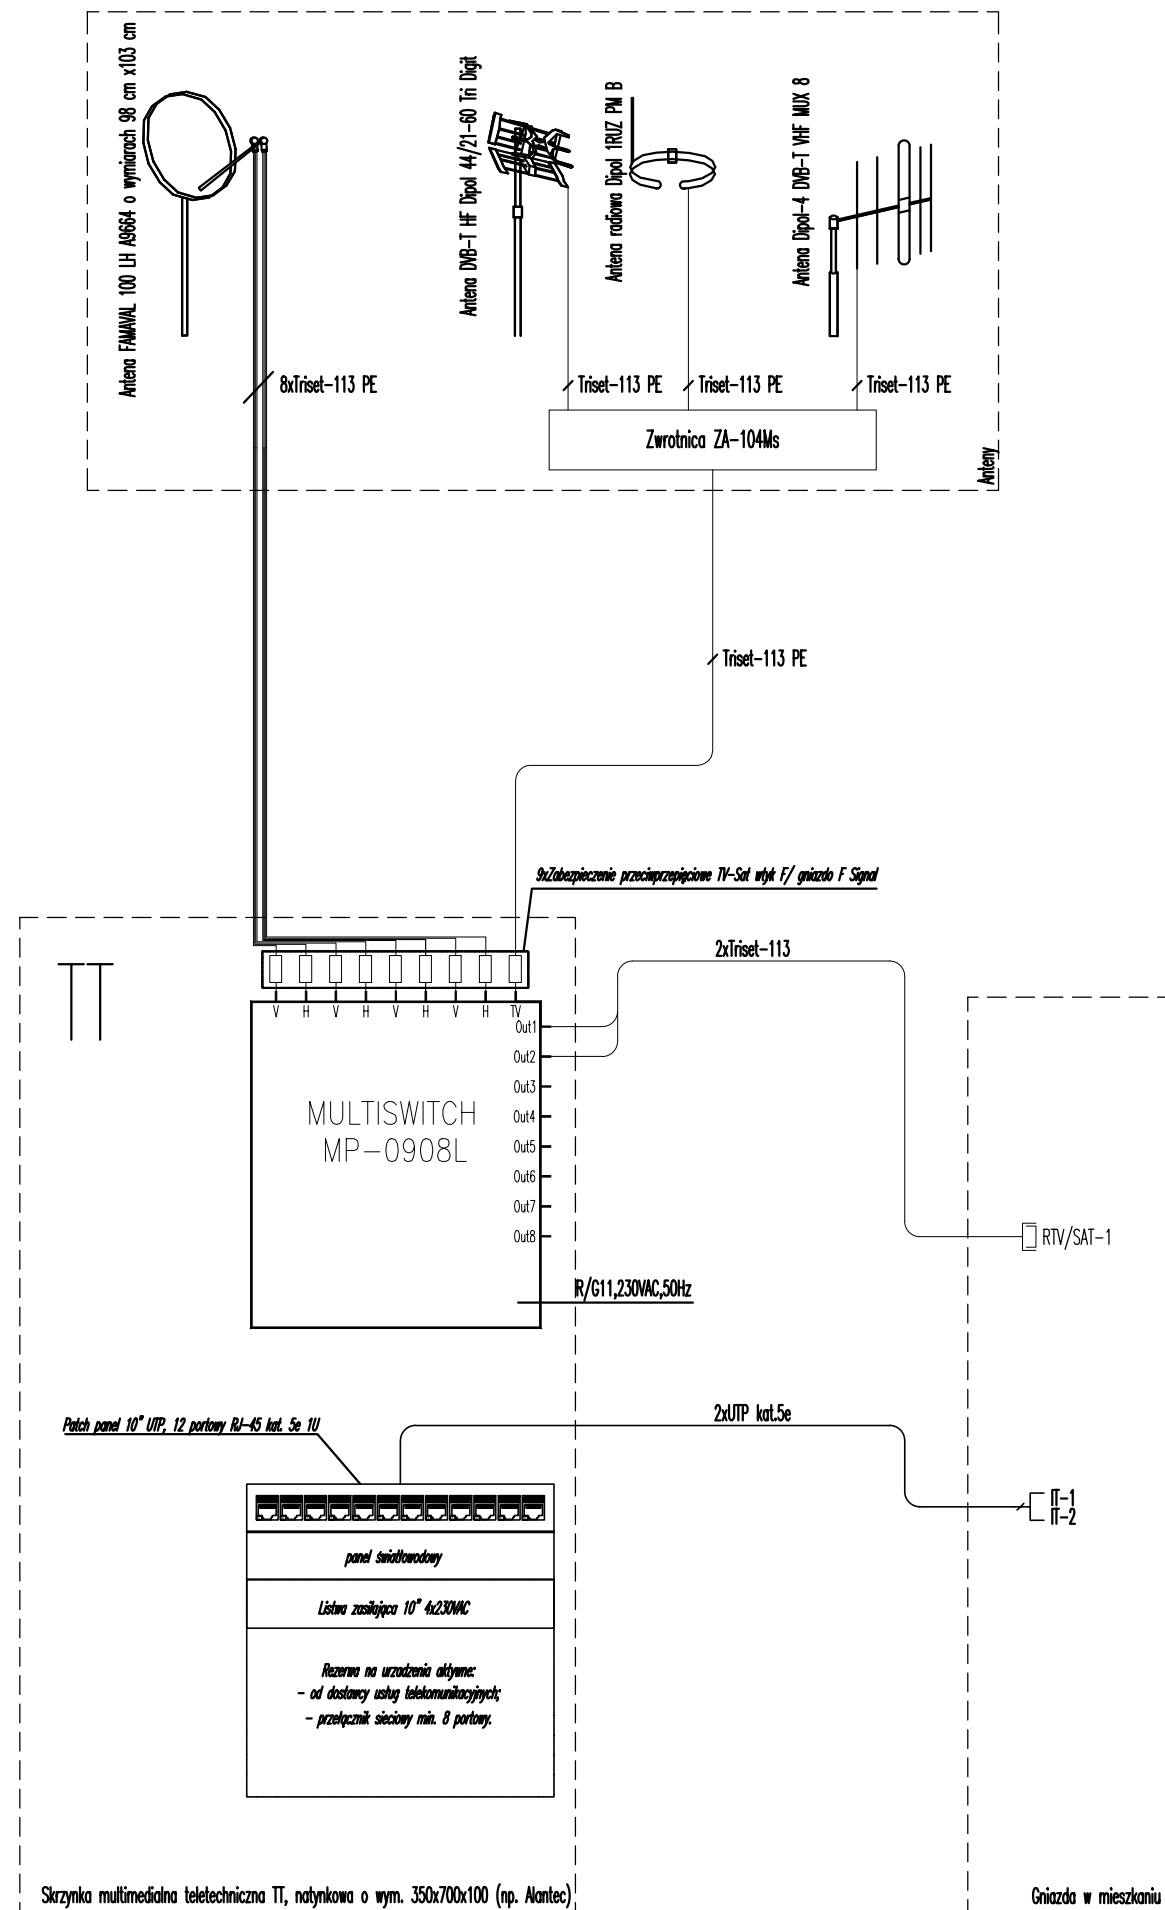 Antena FAMAVAL 100 LH A9664 o wymiarach 98 cm x103 cm
Antena DVB-T HF Dipol 44/21-60 Tri Digit
Antena radiowa Dipol 1RUZ PM B
Antena Dipol-4 DVB-T VHF MUX 8
8xTriset-113 PE
Triset-113 PE
Triset-113 PE
Triset-113 PE
Zwrotnica ZA-104Ms
Anteny
Triset-113 PE
9xZabezpieczenie przeciwprzepięciowe TV-Sat wtyk F/ gniazdo F Signal
2xTriset-113
TT
V H V H V H V H TV
Out1
Out2
Out3
Out4
Out5
Out6
Out7
Out8
MULTISWITCH
MP-0908L
RTV/SAT-1
R/G11,230VAC,50Hz
2xUTP kat.5e
Patch panel 10" UTP, 12 portowy RJ-45 kat. 5e 1U
IT-1
IT-2
panel światłowodowy
Listwa zasilająca 10" 4x230VAC
Rezerwa na urzadzenia aktywne:
- od dostawcy usług telekomunikacyjnych;
- przełącznik sieciowy min. 8 portowy.
Skrzynka multimedialna teletechniczna TT, natynkowa o wym. 350x700x100 (np. Alantec)
Gniazda w mieszkaniu